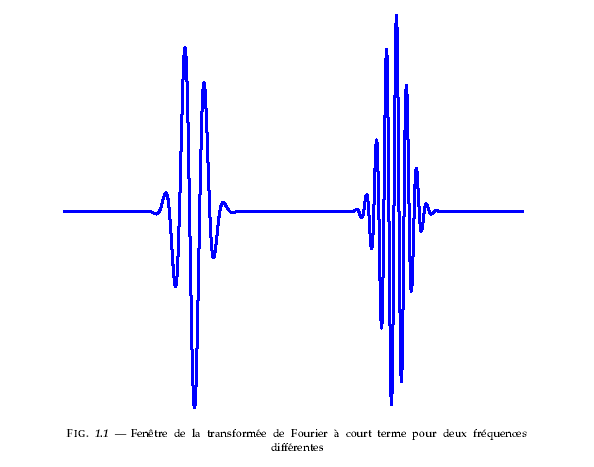 FIG. 1.1 — Fenêtre de la transformée de Fourier à court terme pour deux fréquences
différentes